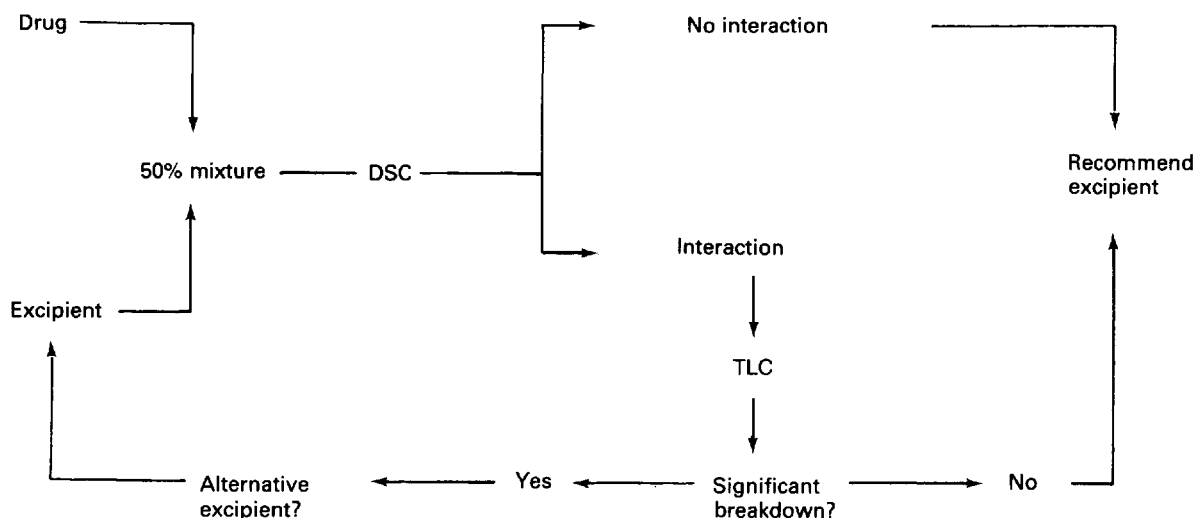 Drug
No interaction
50% mixture
DSC
Recommend
excipient
Interaction
Excipient
TLC
Alternative
excipient?
Yes
Significant
breakdown?
No